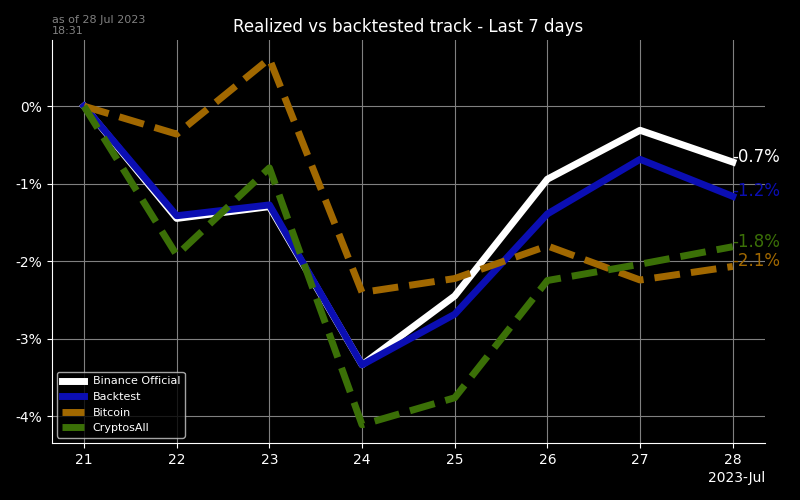 as of 28 Jul 2023
18:31
Realized vs backtested track - Last 7 days
0%
-1%
-2%
-3%
-4%
-0.7%
-1.2%
-1.8%
-2.1%
Binance Official
Backtest
Bitcoin
CryptosAll
21 22 23 24 25 26 27 28
2023-Jul